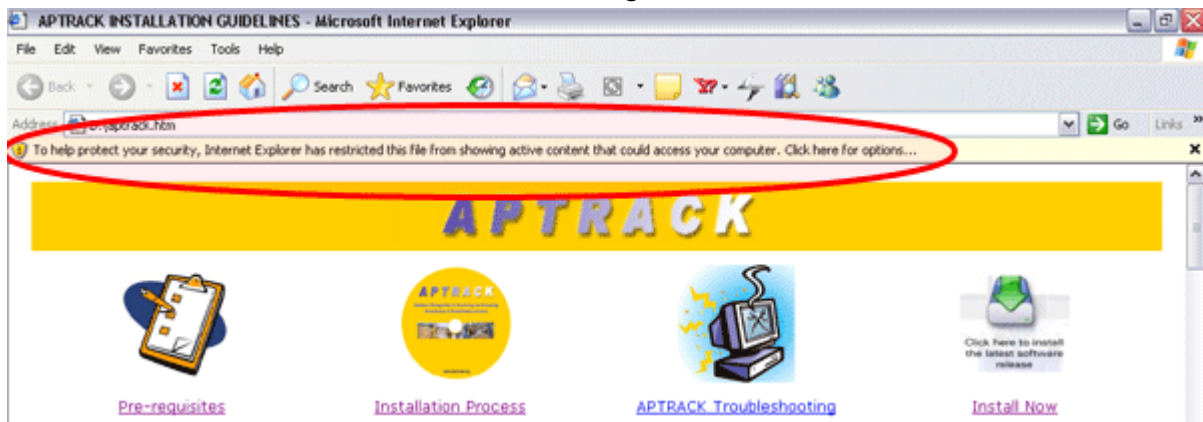 APTRACK INSTALLATION GUIDELINES - Microsoft Internet Explorer
File Edit View Favorites Tools Help
Back Search Favorites
Address D:\aptrack.htm Go Links »
To help protect your security, Internet Explorer has restricted this file from showing active content that could access your computer. Click here for options...
APTRACK
APTRACK
Click here to install
the latest software
release
Pre-requisites Installation Process APTRACK Troubleshooting Install Now